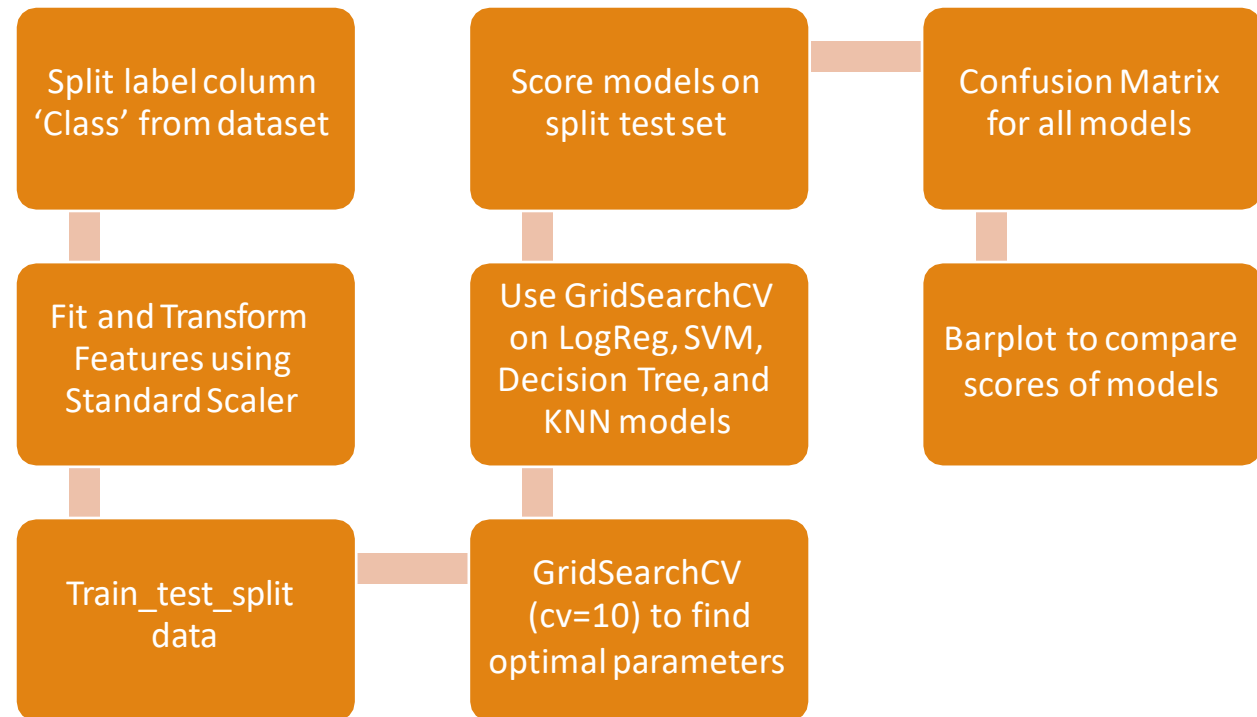 Split label column
‘Class’ from dataset
Fit and Transform
Features using
Standard Scaler
Train_test_split
data
GridSearchCV
(cv=10) to find
optimal parameters
Use GridSearchCV
on LogReg, SVM,
Decision Tree, and
KNN models
Score models on
split test set
Confusion Matrix
for all models
Barplot to compare
scores of models